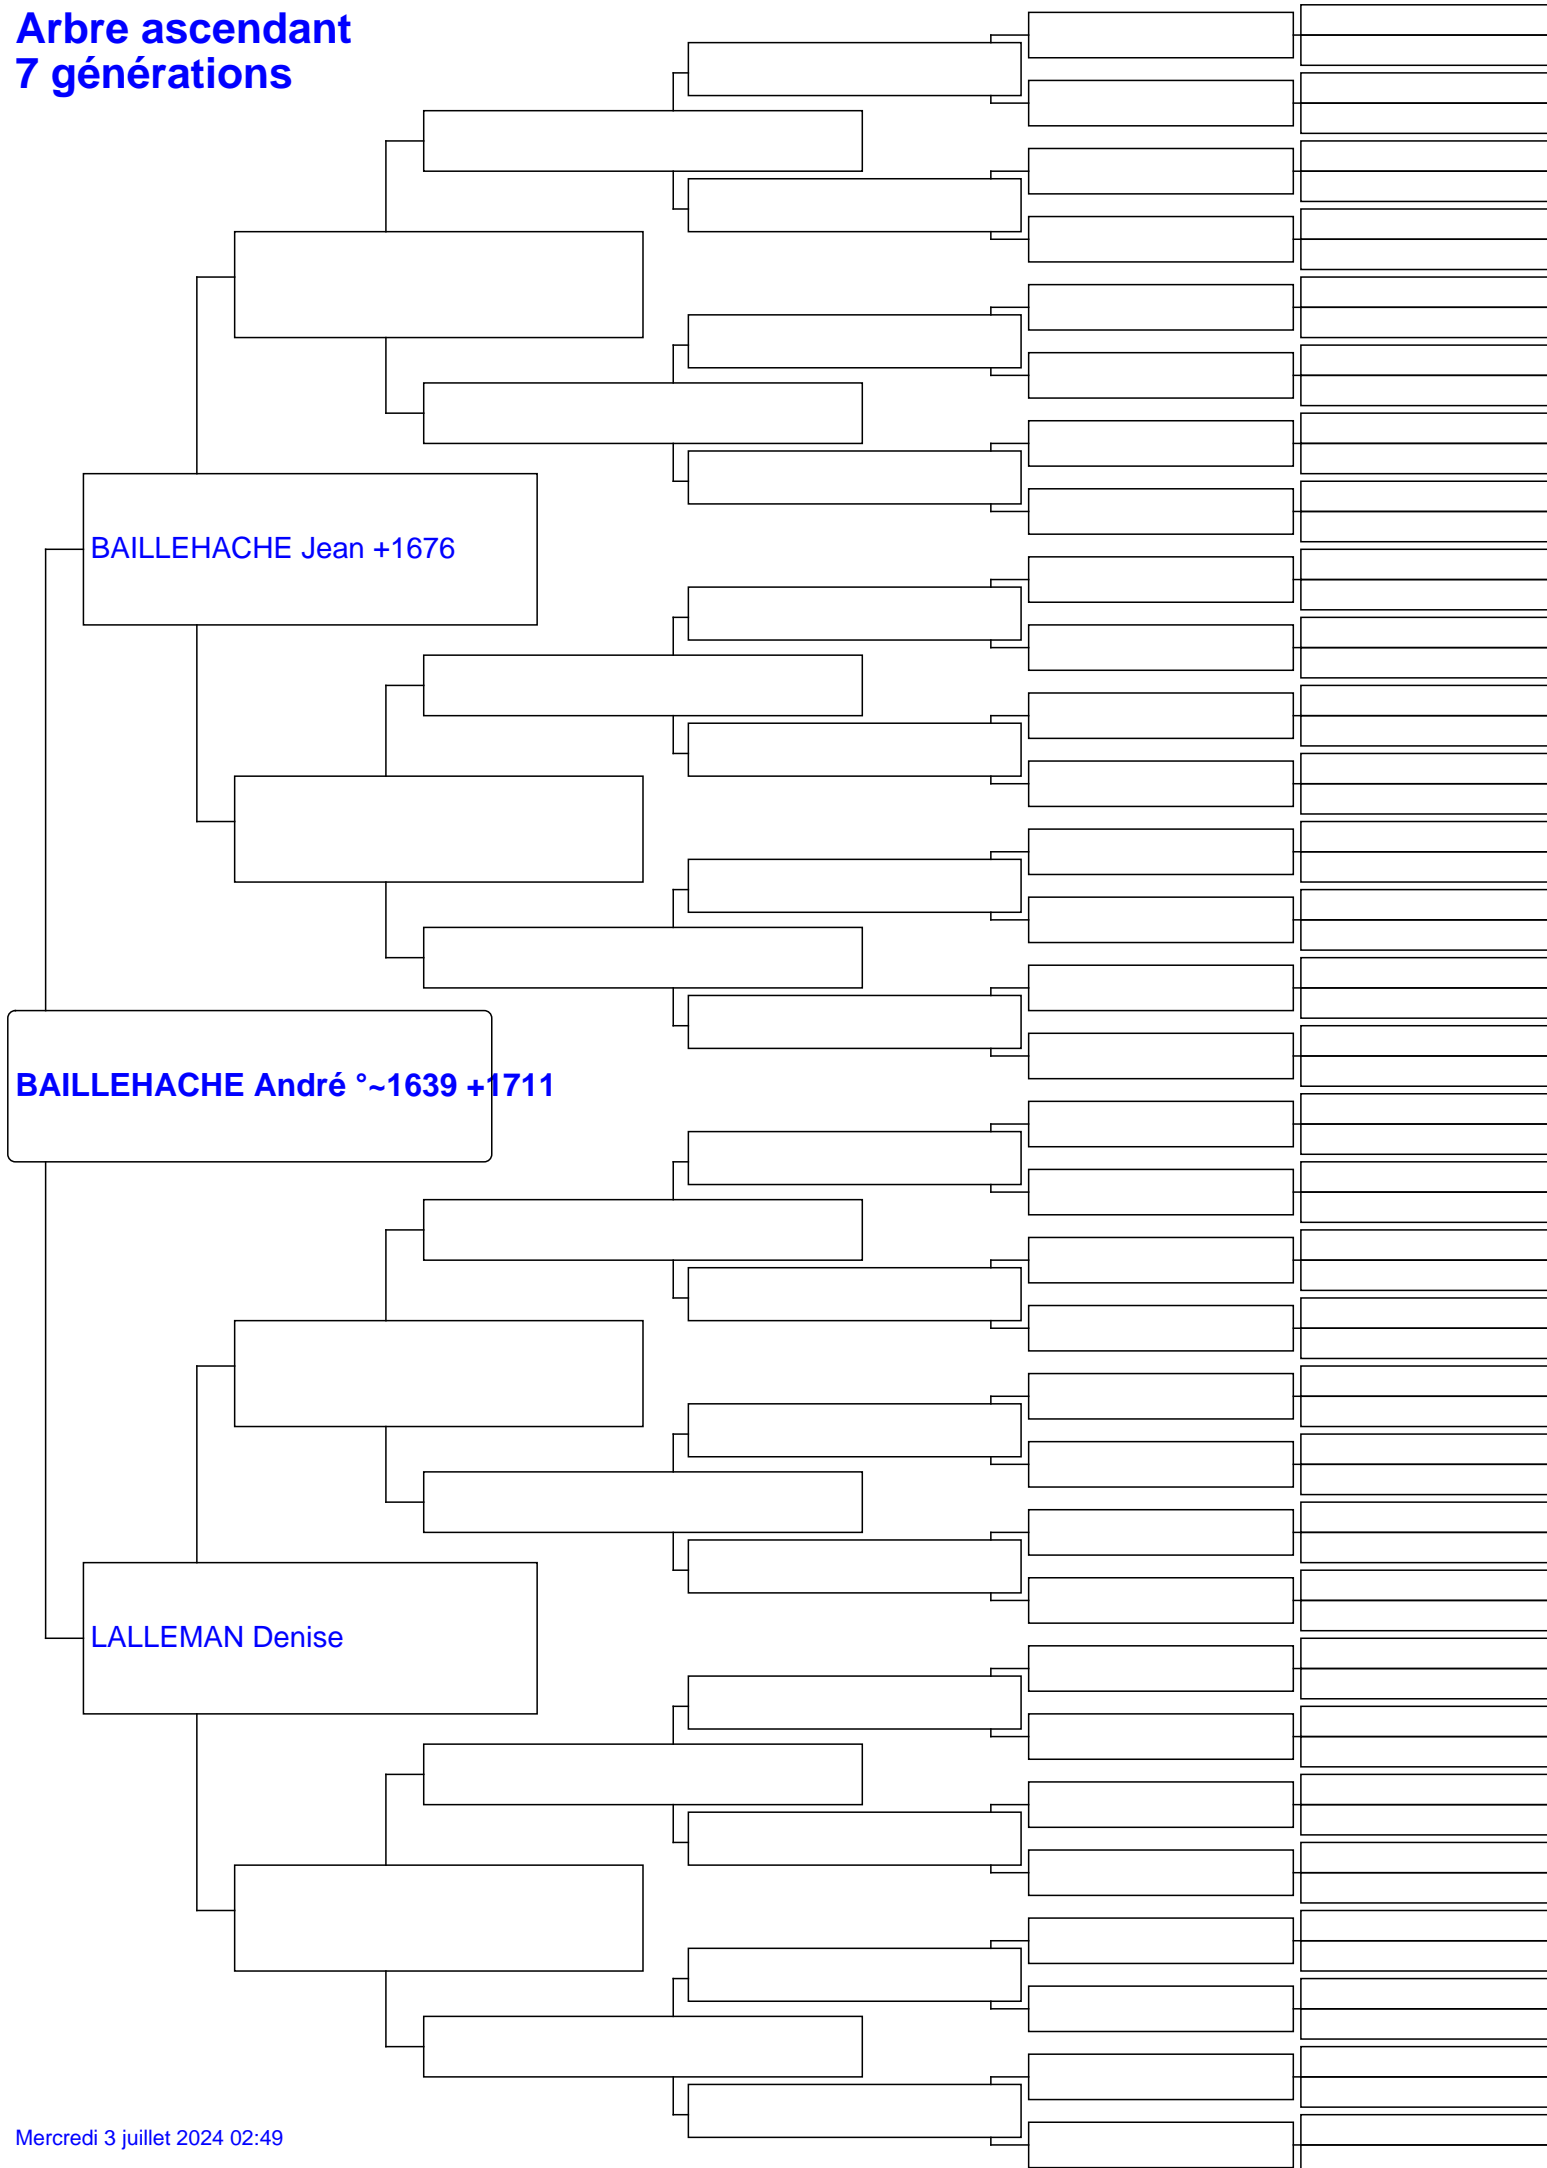 Arbre ascendant
7 générations
BAILLEHACHE Jean +1676
BAILLEHACHE André °~1639 +1711
LALLEMAN Denise
Mercredi 3 juillet 2024 02:49